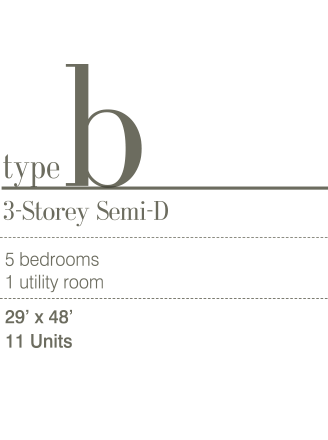 type b
3-Storey Semi-D
5 bedrooms
1 utility room
29’ x 48’
11 Units